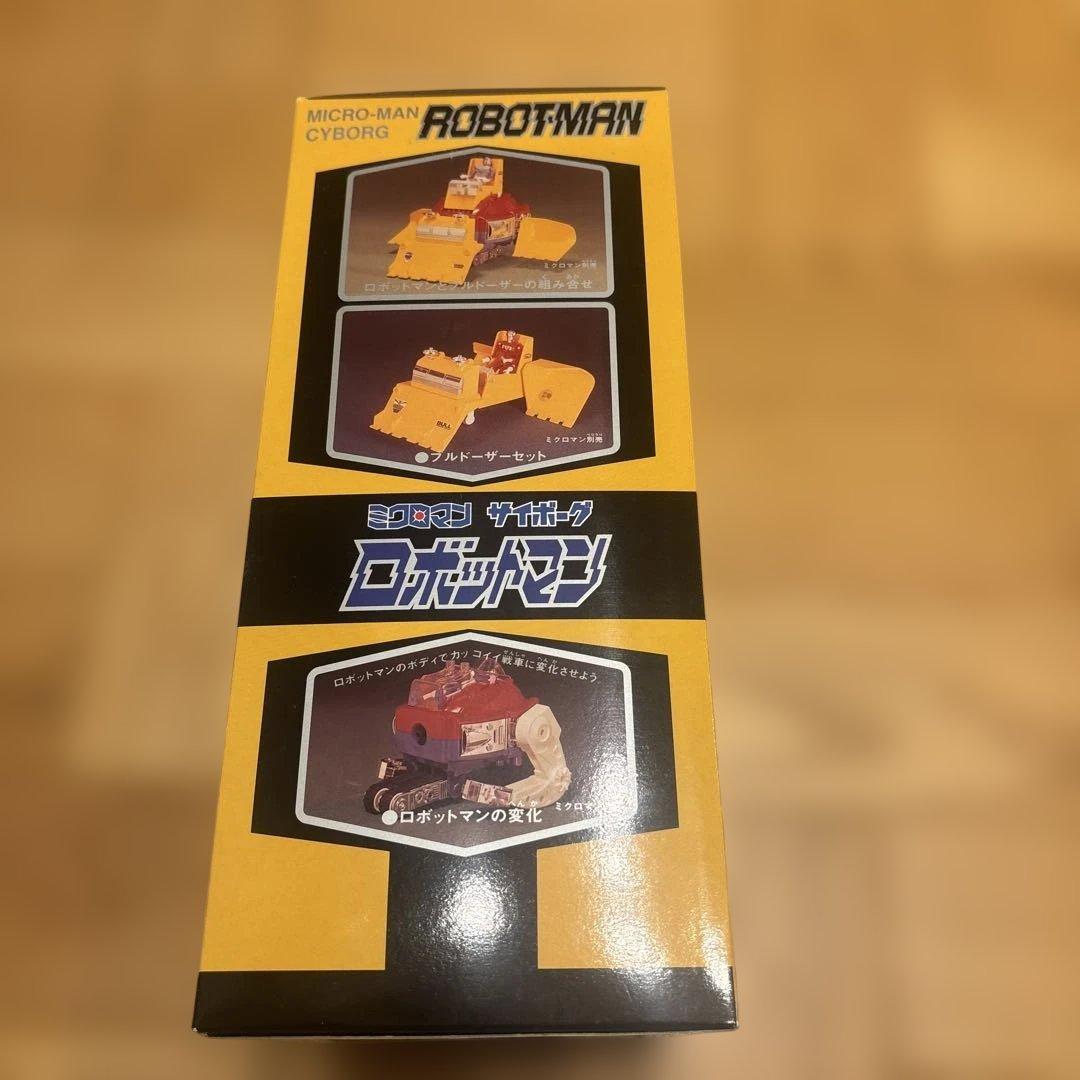 MICRO-MAN
CYBORG
ROBOT-MAN
ミクロマン別売
ロボットマンとブルドーザーの組み合せ
BULL
ミクロマン別売
●ブルドーザーセット
ミクロマン サイボーグ
ロボットマン
ロボットマンのボディでカッコイイ戦車に変化させよう
ミクロマ
●ロボットマンの変化